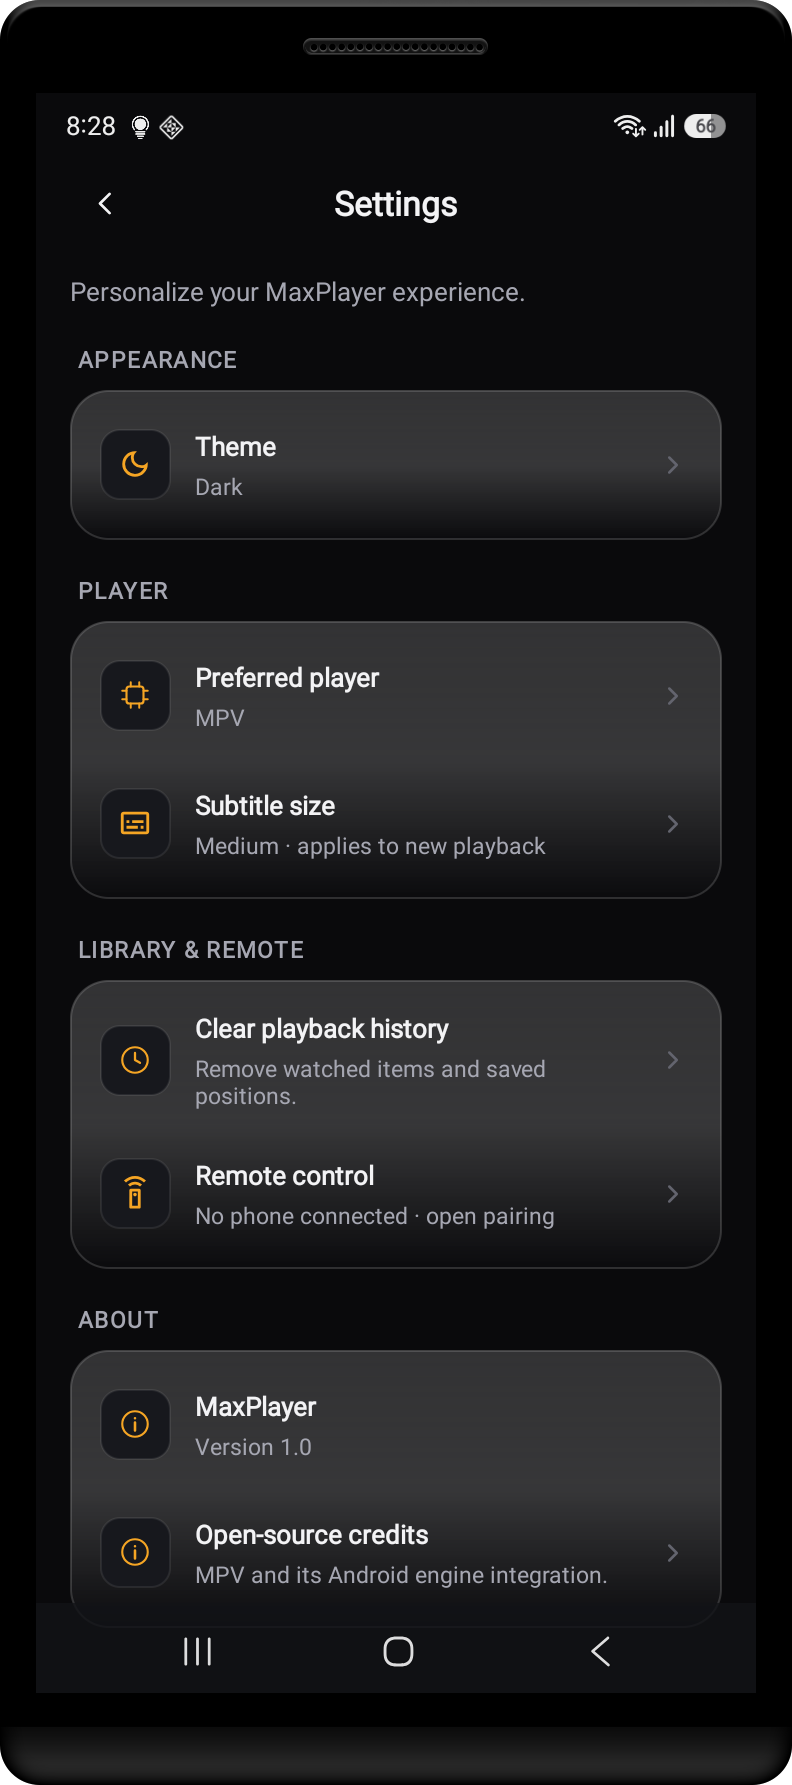 8:28
66
Settings
Personalize your MaxPlayer experience.
APPEARANCE
Theme
Dark
PLAYER
Preferred player
MPV
Subtitle size
Medium · applies to new playback
LIBRARY & REMOTE
Clear playback history
Remove watched items and saved
positions.
Remote control
No phone connected · open pairing
ABOUT
MaxPlayer
Version 1.0
Open-source credits
MPV and its Android engine integration.